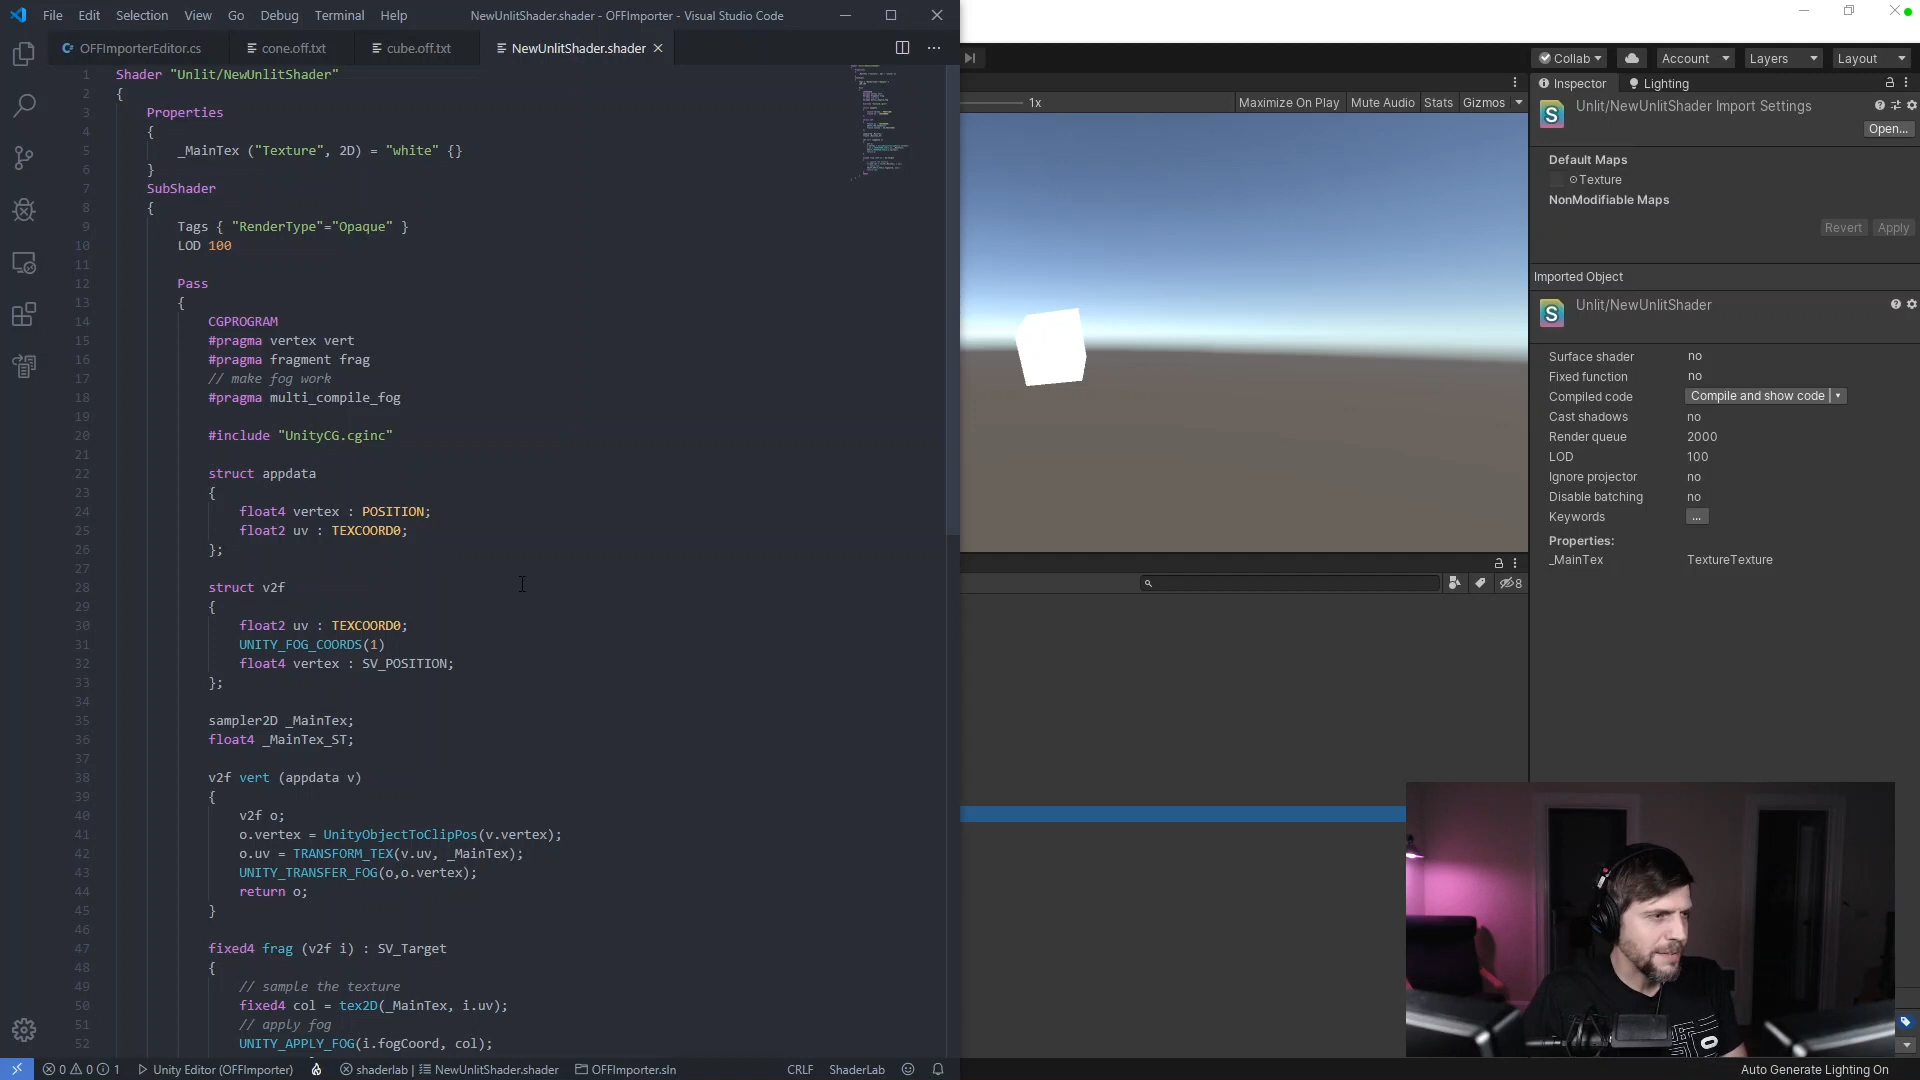 File Edit Selection View Go Debug Terminal Help NewUnlitShader.shader - OFFImporter - Visual Studio Code
OFFImporterEditor.cs cone.off.txt cube.off.txt NewUnlitShader.shader
1 Shader "Unlit/NewUnlitShader"
2 {
3 Properties
4 {
5 _MainTex ("Texture", 2D) = "white" {}
6 }
7 SubShader
8 {
9 Tags { "RenderType"="Opaque" }
10 LOD 100
11
12 Pass
13 {
14 CGPROGRAM
15 #pragma vertex vert
16 #pragma fragment frag
17 // make fog work
18 #pragma multi_compile_fog
19
20 #include "UnityCG.cginc"
21
22 struct appdata
23 {
24 float4 vertex : POSITION;
25 float2 uv : TEXCOORD0;
26 };
27
28 struct v2f
29 {
30 float2 uv : TEXCOORD0;
31 UNITY_FOG_COORDS(1)
32 float4 vertex : SV_POSITION;
33 };
34
35 sampler2D _MainTex;
36 float4 _MainTex_ST;
37
38 v2f vert (appdata v)
39 {
40 v2f o;
41 o.vertex = UnityObjectToClipPos(v.vertex);
42 o.uv = TRANSFORM_TEX(v.uv, _MainTex);
43 UNITY_TRANSFER_FOG(o,o.vertex);
44 return o;
45 }
46
47 fixed4 frag (v2f i) : SV_Target
48 {
49 // sample the texture
50 fixed4 col = tex2D(_MainTex, i.uv);
51 // apply fog
52 UNITY_APPLY_FOG(i.fogCoord, col);
0 0 1 Unity Editor (OFFImporter) shaderlab | NewUnlitShader.shader OFFImporter.sln CRLF ShaderLab
Collab Account Layers Layout
1x Maximize On Play Mute Audio Stats Gizmos
8
Inspector Lighting
Unlit/NewUnlitShader Import Settings
Open...
Default Maps
Texture
NonModifiable Maps
Revert Apply
Imported Object
Unlit/NewUnlitShader
Surface shader no
Fixed function no
Compiled code Compile and show code
Cast shadows no
Render queue 2000
LOD 100
Ignore projector no
Disable batching no
Keywords ...
Properties:
_MainTex TextureTexture
Auto Generate Lighting On